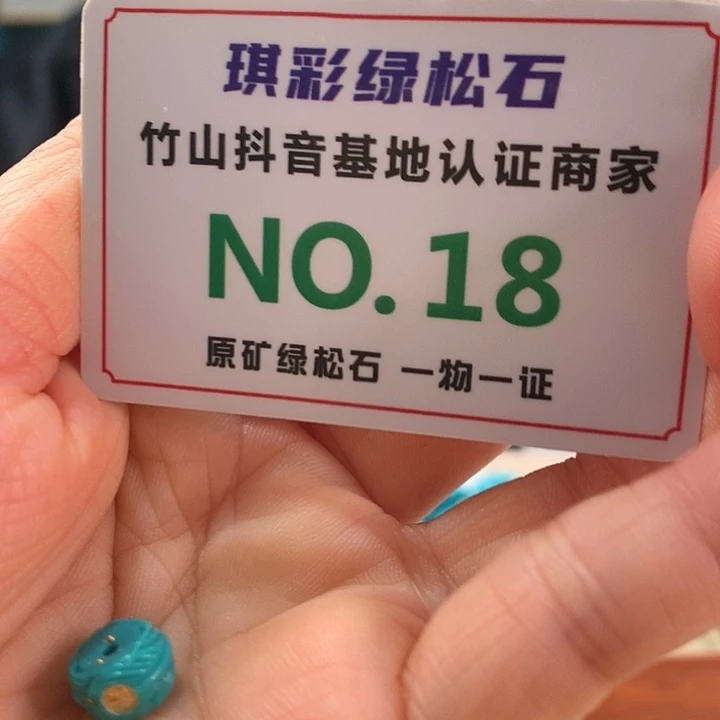 琪彩绿松石
竹山抖音基地认证商家
NO.18
原矿绿松石 一物一证